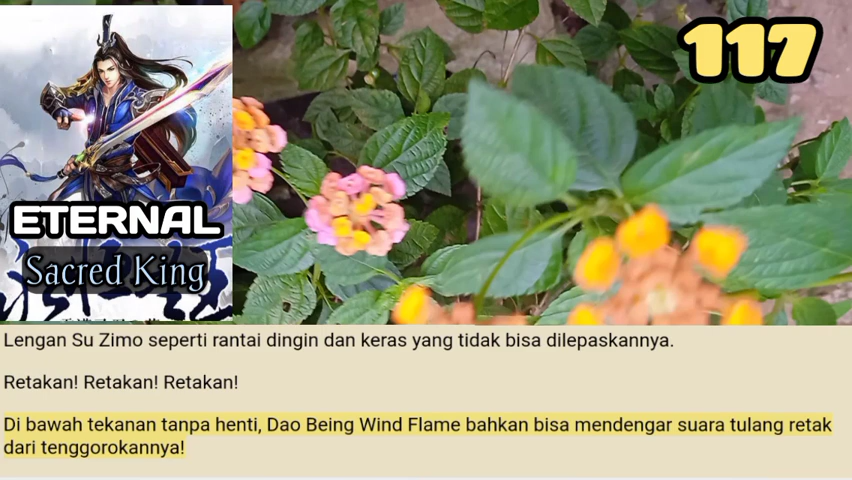 117
ETERNAL
Sacred King
Lengan Su Zimo seperti rantai dingin dan keras yang tidak bisa dilepaskannya.
Retakan! Retakan! Retakan!
Di bawah tekanan tanpa henti, Dao Being Wind Flame bahkan bisa mendengar suara tulang retak
dari tenggorokannya!